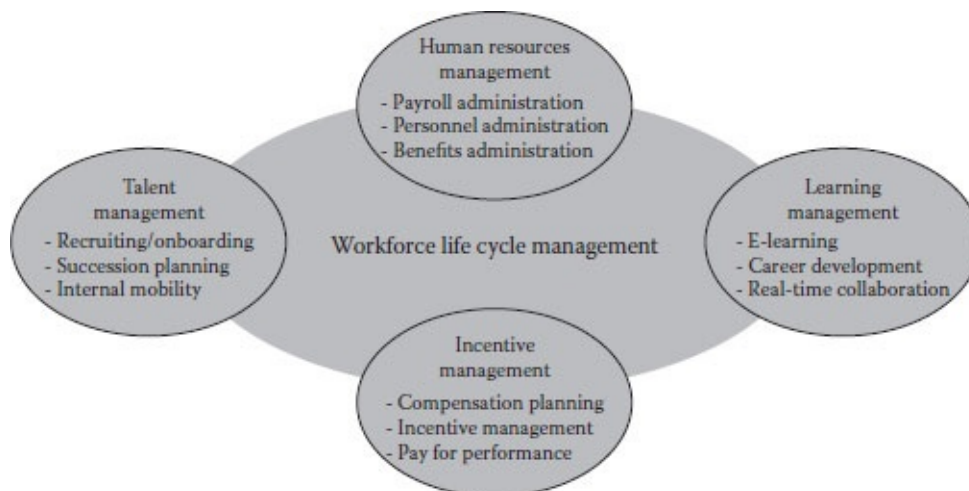 Human resources
management
- Payroll administration
- Personnel administration
- Benefits administration
Talent
management
- Recruiting/onboarding
- Succession planning
- Internal mobility
Workforce life cycle management
Learning
management
- E-learning
- Career development
- Real-time collaboration
Incentive
management
- Compensation planning
- Incentive management
- Pay for performance